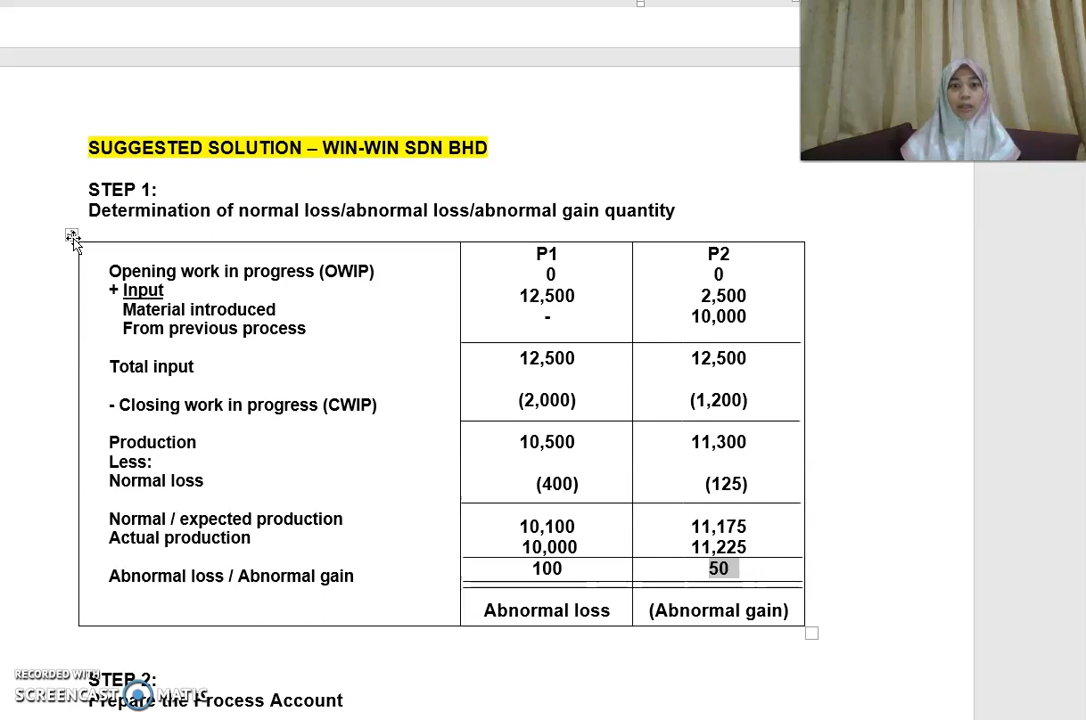 SUGGESTED SOLUTION – WIN-WIN SDN BHD
STEP 1:
Determination of normal loss/abnormal loss/abnormal gain quantity
P1 P2
Opening work in progress (OWIP) 0 0
+ Input 12,500 2,500
Material introduced - 10,000
From previous process
Total input 12,500 12,500
- Closing work in progress (CWIP) (2,000) (1,200)
Production 10,500 11,300
Less:
Normal loss (400) (125)
Normal / expected production 10,100 11,175
Actual production 10,000 11,225
Abnormal loss / Abnormal gain 100 50
Abnormal loss (Abnormal gain)
STEP 2:
Prepare the Process Account
RECORDED WITH
SCREENCAST MATIC